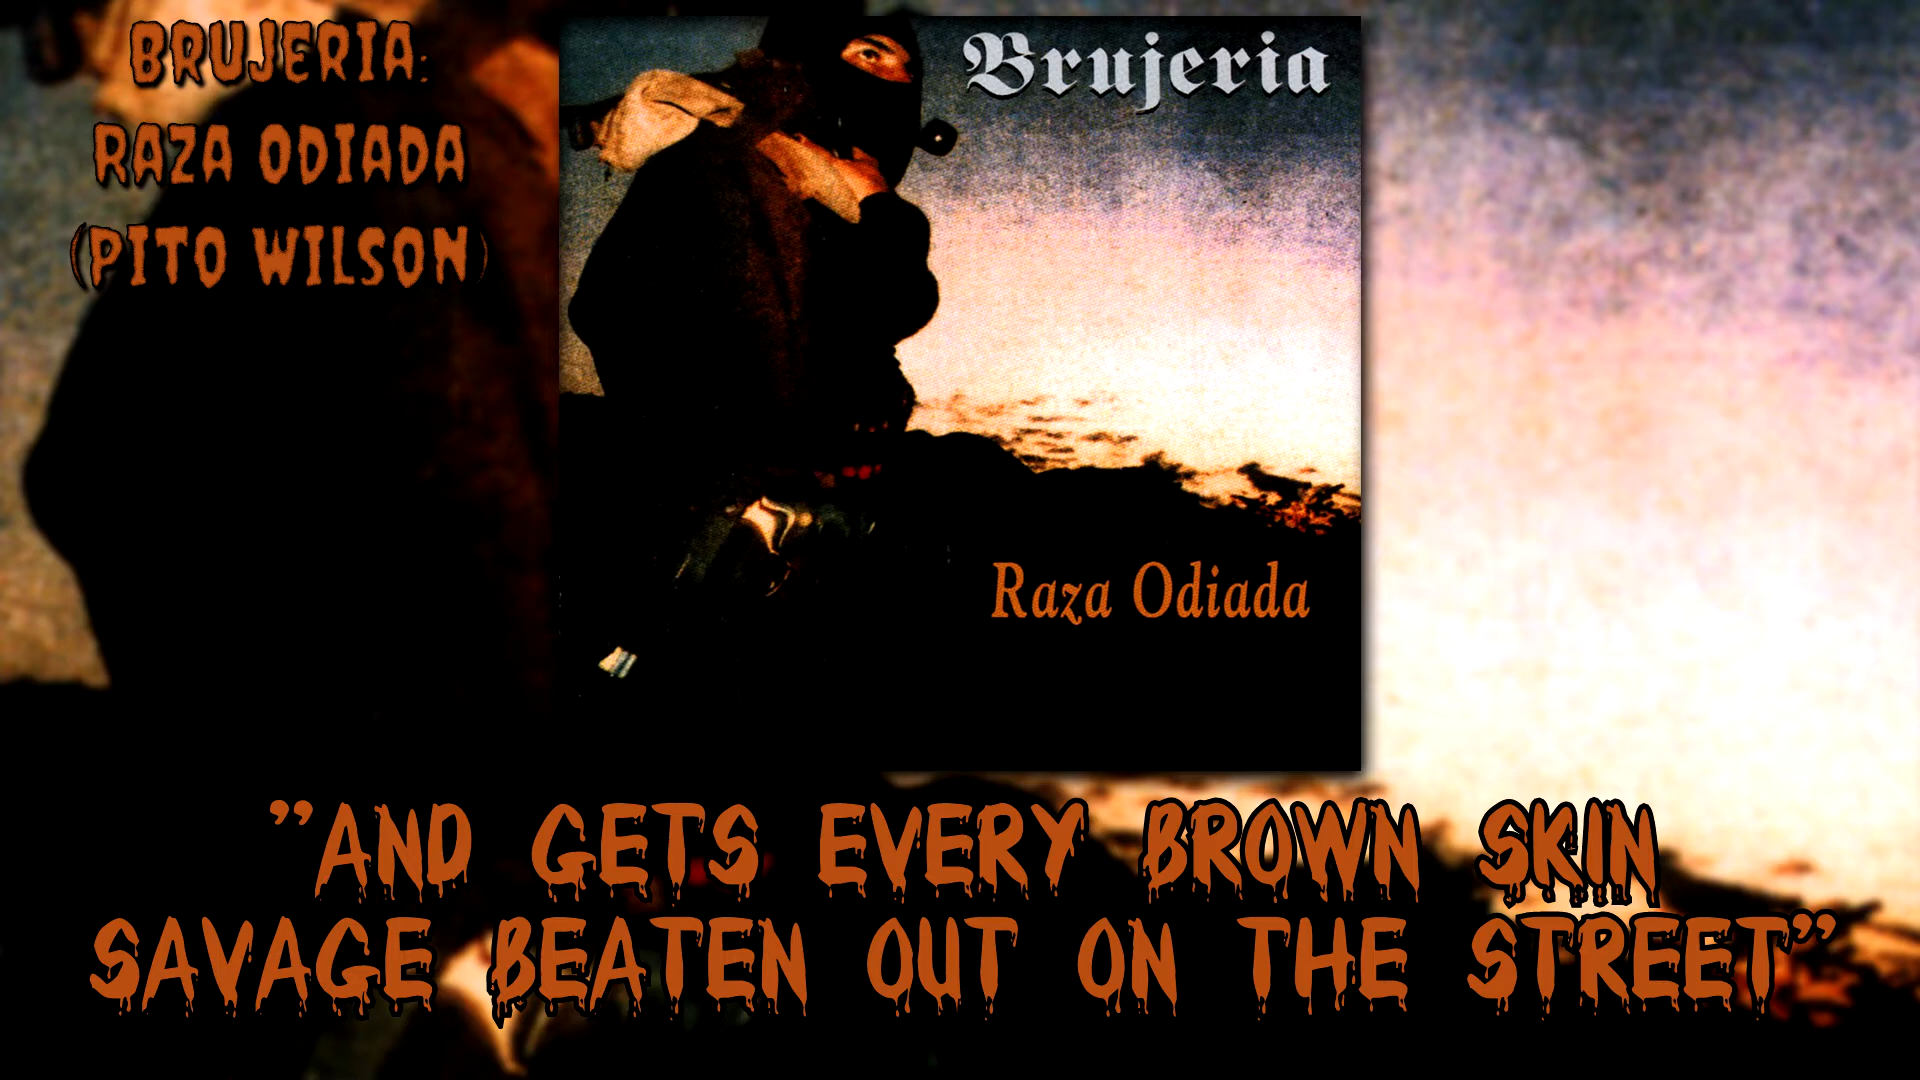 BRUJERIA:
RAZA ODIADA
(PITO WILSON)
Brujeria
Raza Odiada
"AND GETS EVERY BROWN SKIN
SAVAGE BEATEN OUT ON THE STREET"